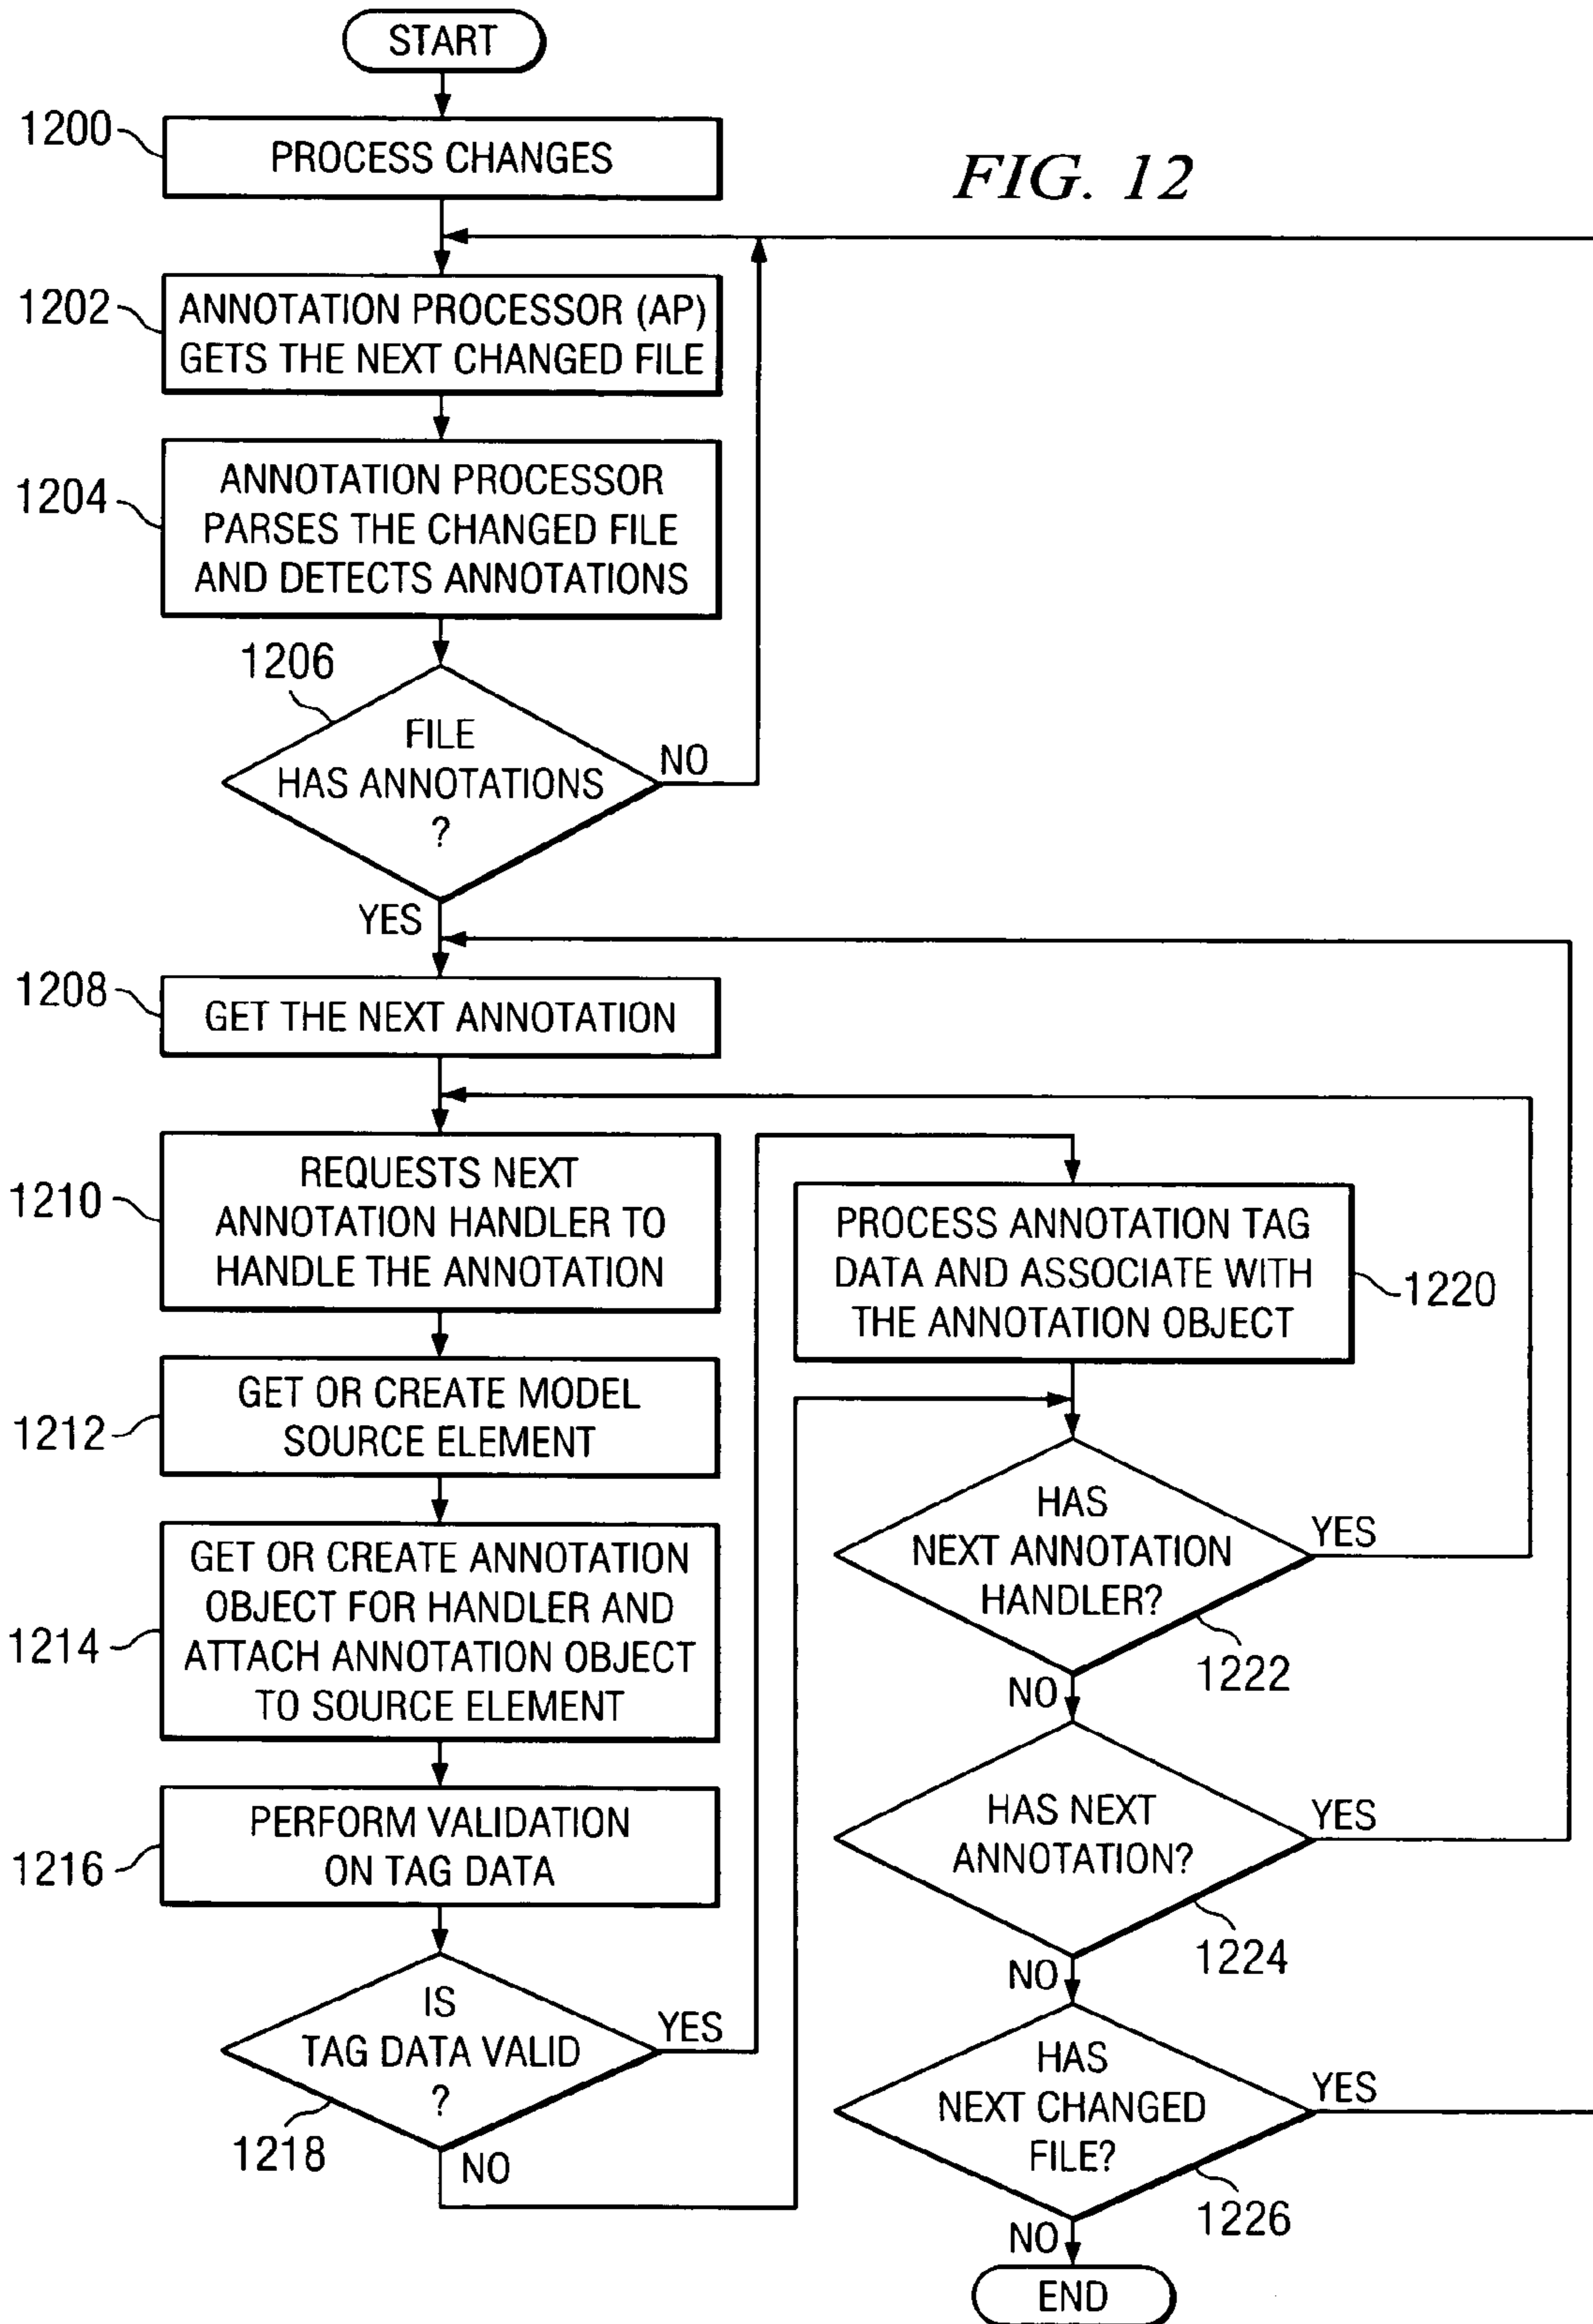 START
1200
PROCESS CHANGES
FIG. 12
1202
ANNOTATION PROCESSOR (AP)
GETS THE NEXT CHANGED FILE
1204
ANNOTATION PROCESSOR
PARSES THE CHANGED FILE
AND DETECTS ANNOTATIONS
1206
FILE
HAS ANNOTATIONS
?
NO
YES
1208
GET THE NEXT ANNOTATION
1210
REQUESTS NEXT
ANNOTATION HANDLER TO
HANDLE THE ANNOTATION
1212
GET OR CREATE MODEL
SOURCE ELEMENT
1214
GET OR CREATE ANNOTATION
OBJECT FOR HANDLER AND
ATTACH ANNOTATION OBJECT
TO SOURCE ELEMENT
1216
PERFORM VALIDATION
ON TAG DATA
IS
TAG DATA VALID
?
YES
1218
NO
PROCESS ANNOTATION TAG
DATA AND ASSOCIATE WITH
THE ANNOTATION OBJECT
1220
HAS
NEXT ANNOTATION
HANDLER?
YES
1222
NO
HAS NEXT
ANNOTATION?
YES
1224
NO
HAS
NEXT CHANGED
FILE?
YES
1226
NO
END